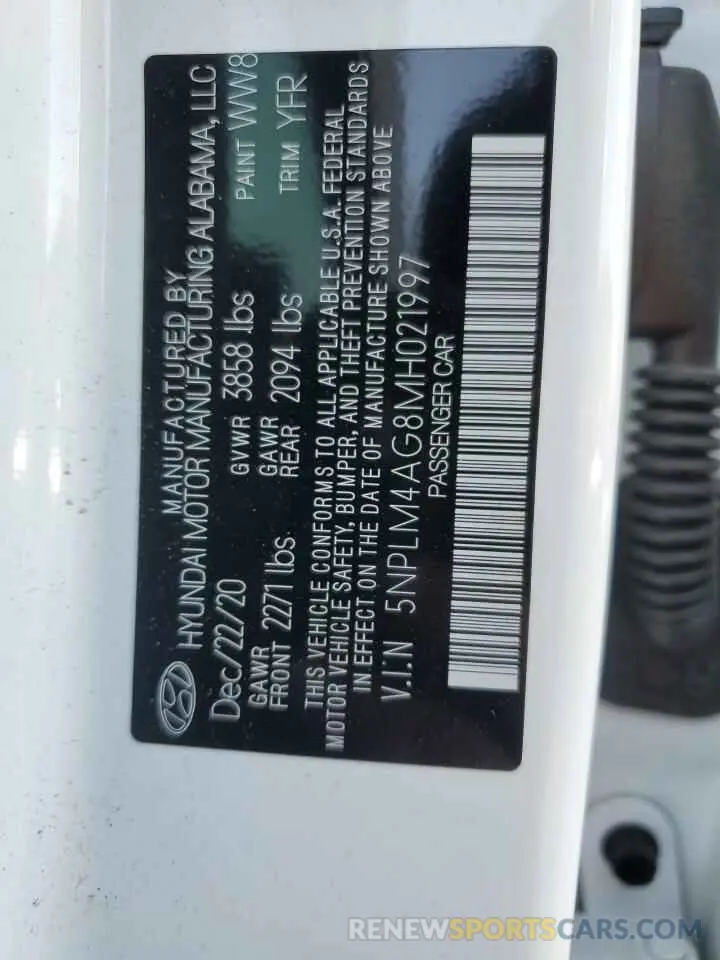 MANUFACTURED BY
HYUNDAI MOTOR MANUFACTURING ALABAMA, LLC
Dec/22/20 GVWR 3858 lbs PAINT WW8
GAWR FRONT 2271 lbs GAWR REAR 2094 lbs TRIM YFR
THIS VEHICLE CONFORMS TO ALL APPLICABLE U.S.A. FEDERAL
MOTOR VEHICLE SAFETY, BUMPER, AND THEFT PREVENTION STANDARDS
IN EFFECT ON THE DATE OF MANUFACTURE SHOWN ABOVE
V.I.N 5NPLM4AG8MH021997
PASSENGER CAR
RENEWSPORTSCARS.COM